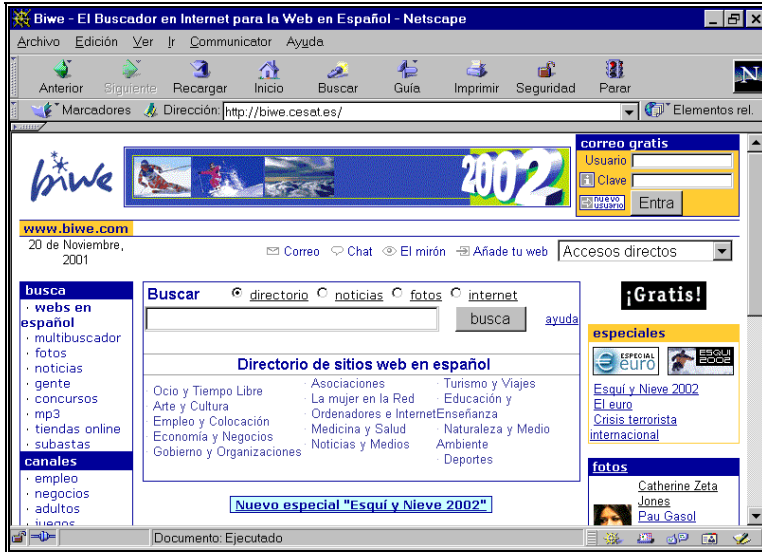 Biwe - El Buscador en Internet para la Web en Español - Netscape
Archivo Edición Ver Ir Communicator Ayuda
Anterior Siguiente Recargar Inicio Buscar Guía Imprimir Seguridad Parar N
Marcadores Dirección: http://biwe.cesat.es/ Elementos rel.
biwe
2002
correo gratis
Usuario
Clave
nuevo usuario Entra
www.biwe.com
20 de Noviembre, 2001
Correo Chat El mirón Añade tu web Accesos directos
busca
· webs en español
· multibuscador
· fotos
· noticias
· gente
· concursos
· mp3
· tiendas online
· subastas
canales
· empleo
· negocios
· adultos
· juegos
Buscar directorio noticias fotos internet
busca ayuda
Directorio de sitios web en español
· Ocio y Tiempo Libre
· Arte y Cultura
· Empleo y Colocación
· Economía y Negocios
· Gobierno y Organizaciones
· Asociaciones
· La mujer en la Red
· Ordenadores e Internet
· Medicina y Salud
· Noticias y Medios
· Turismo y Viajes
· Educación y
Enseñanza
· Naturaleza y Medio
Ambiente
· Deportes
Nuevo especial "Esquí y Nieve 2002"
¡Gratis!
especiales
ESPECIAL euro
ESQUI 2002
Esquí y Nieve 2002
El euro
Crisis terrorista
internacional
fotos
Catherine Zeta
Jones
Pau Gasol
Documento: Ejecutado